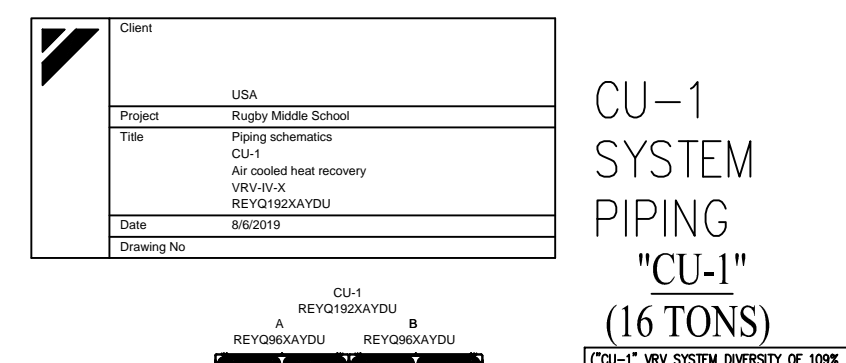 Client
USA
Project Rugby Middle School
Title Piping schematics
CU-1
Air cooled heat recovery
VRV-IV-X
REYQ192XAYDU
Date 8/6/2019
Drawing No
CU-1
SYSTEM
PIPING
"CU-1"
(16 TONS)
("CU-1" VRV SYSTEM DIVERSITY OF 109%
CU-1
REYQ192XAYDU
A B
REYQ96XAYDU REYQ96XAYDU